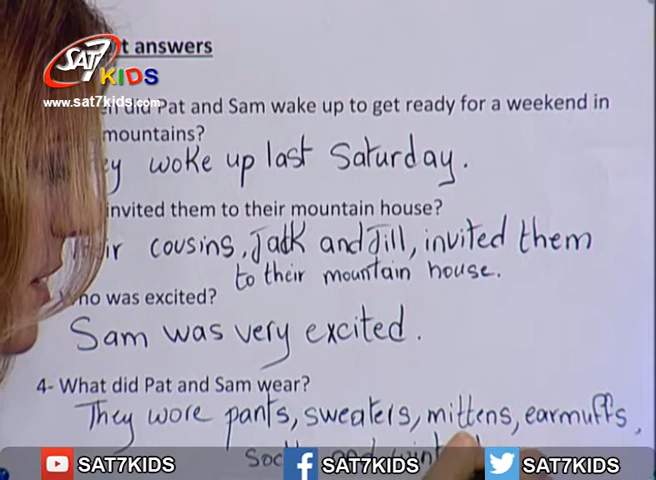 SAT7 KIDS
answers
www.sat7kids.com
did Pat and Sam wake up to get ready for a weekend in
mountains?
woke up last Saturday.
invited them to their mountain house?
cousins, Jack and Jill, invited them
to their mountain house.
was excited?
Sam was very excited.
4- What did Pat and Sam wear?
They wore pants, sweaters, mittens, earmuffs,
and
SAT7KIDS
SAT7KIDS
SAT7KIDS